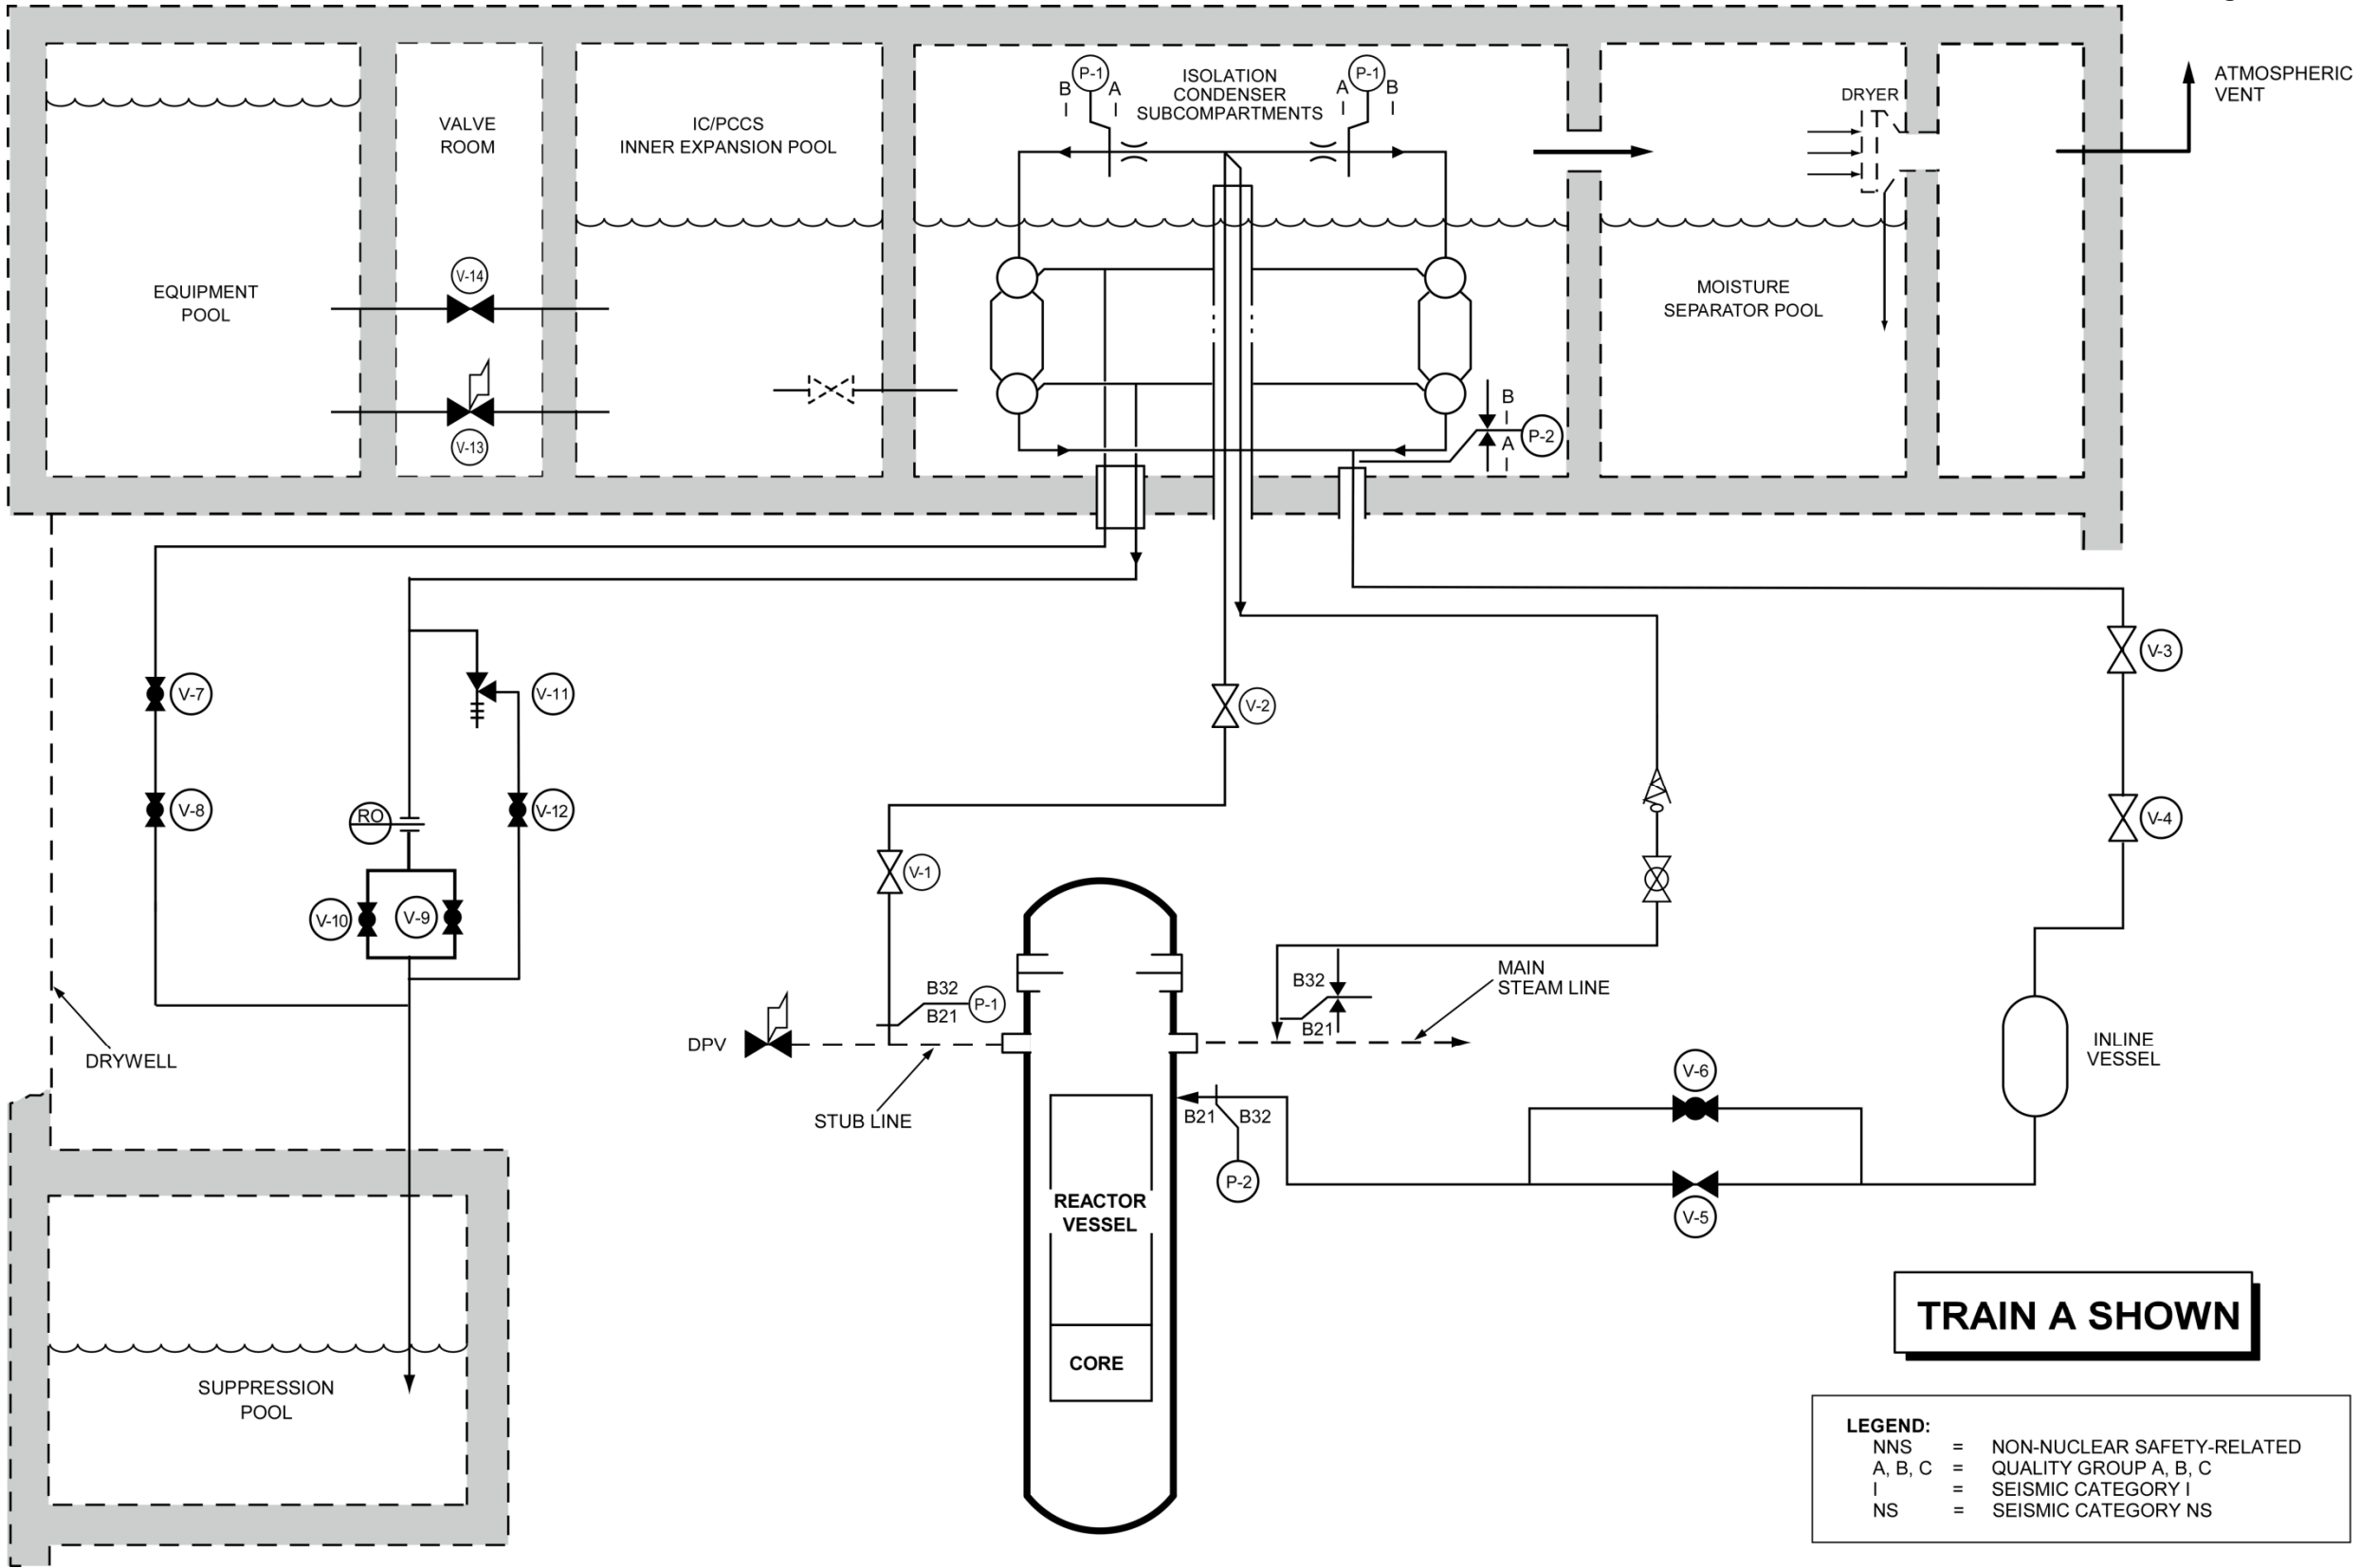 B
P-1
A
ISOLATION
CONDENSER
SUBCOMPARTMENTS
A
P-1
B
I
I
I
I
ATMOSPHERIC
VENT
DRYER
VALVE
ROOM
IC/PCCS
INNER EXPANSION POOL
V-14
EQUIPMENT
POOL
MOISTURE
SEPARATOR POOL
V-13
B
I
A
I
P-2
V-7
V-11
V-2
V-3
V-8
RO
V-12
V-4
V-10
V-9
V-1
DRYWELL
DPV
B32
B21
P-1
STUB LINE
B32
B21
MAIN
STEAM LINE
INLINE
VESSEL
V-6
B21
B32
P-2
V-5
REACTOR
VESSEL
CORE
SUPPRESSION
POOL
TRAIN A SHOWN
LEGEND:
NNS = NON-NUCLEAR SAFETY-RELATED
A, B, C = QUALITY GROUP A, B, C
I = SEISMIC CATEGORY I
NS = SEISMIC CATEGORY NS